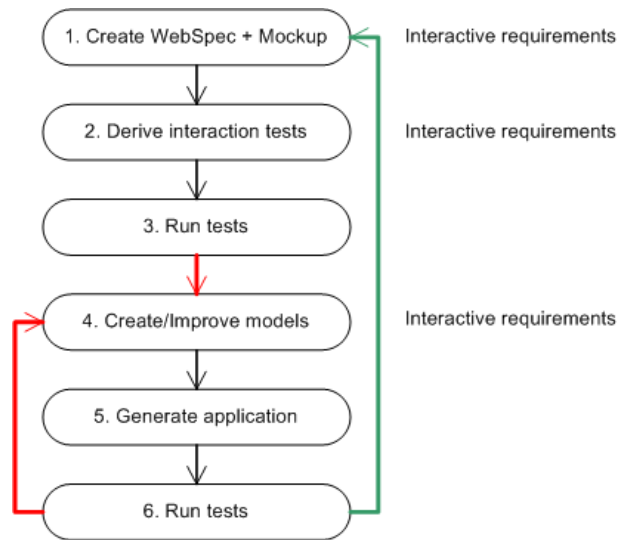 1. Create WebSpec + Mockup
Interactive requirements
2. Derive interaction tests
Interactive requirements
3. Run tests
4. Create/Improve models
Interactive requirements
5. Generate application
6. Run tests